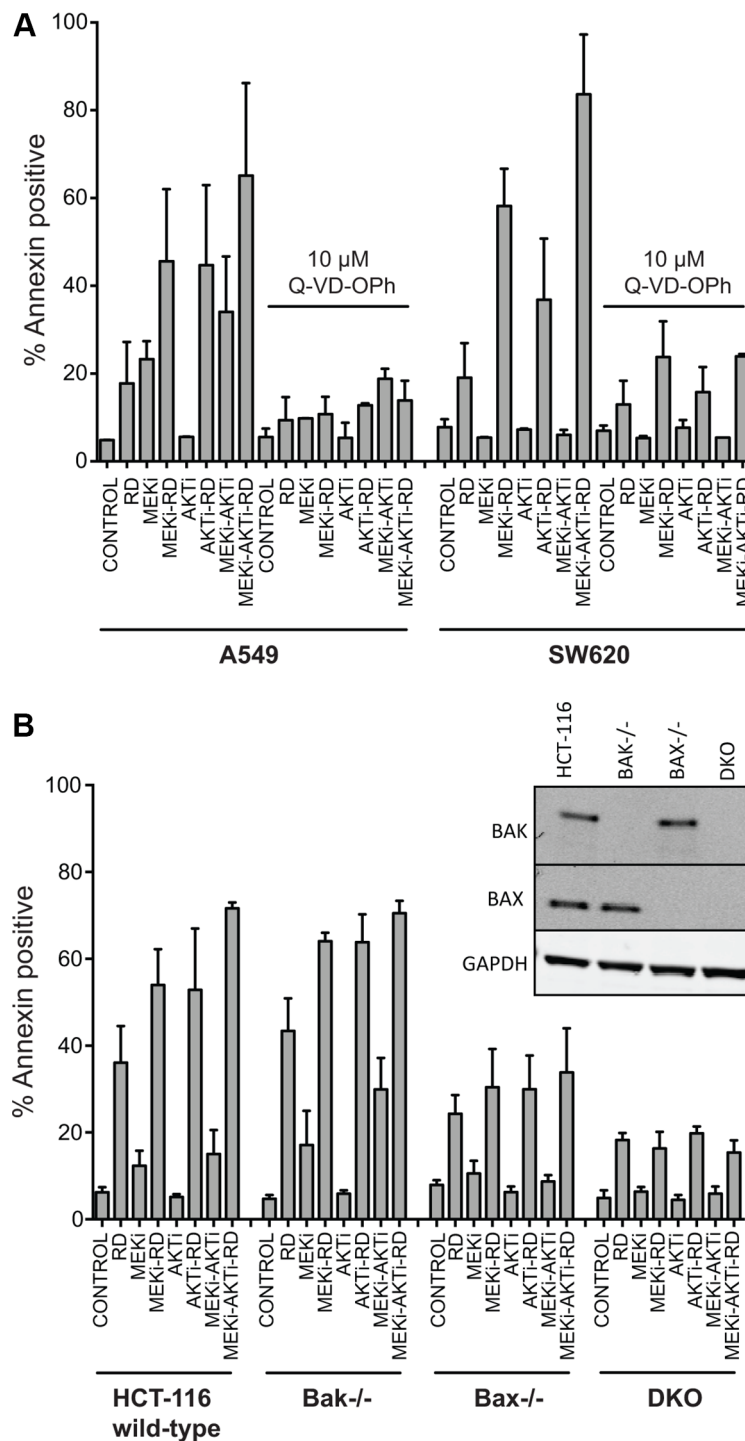 A
% Annexin positive
100
80
60
40
20
0
10 µM
Q-VD-OPh
10 µM
Q-VD-OPh
CONTROL
RD
MEKi
MEKi-RD
AKTi
AKTi-RD
MEKi-AKTi
MEKi-AKTi-RD
CONTROL
RD
MEKi
MEKi-RD
AKTi
AKTi-RD
MEKi-AKTi
MEKi-AKTi-RD
CONTROL
RD
MEKi
MEKi-RD
AKTi
AKTi-RD
MEKi-AKTi
MEKi-AKTi-RD
CONTROL
RD
MEKi
MEKi-RD
AKTi
AKTi-RD
MEKi-AKTi
MEKi-AKTi-RD
A549
SW620
B
HCT-116
BAK-/-
BAX-/-
DKO
BAK
BAX
GAPDH
% Annexin positive
100
80
60
40
20
0
CONTROL
RD
MEKi
MEKi-RD
AKTi
AKTi-RD
MEKi-AKTi
MEKi-AKTi-RD
CONTROL
RD
MEKi
MEKi-RD
AKTi
AKTi-RD
MEKi-AKTi
MEKi-AKTi-RD
CONTROL
RD
MEKi
MEKi-RD
AKTi
AKTi-RD
MEKi-AKTi
MEKi-AKTi-RD
CONTROL
RD
MEKi
MEKi-RD
AKTi
AKTi-RD
MEKi-AKTi
MEKi-AKTi-RD
HCT-116
wild-type
Bak-/-
Bax-/-
DKO